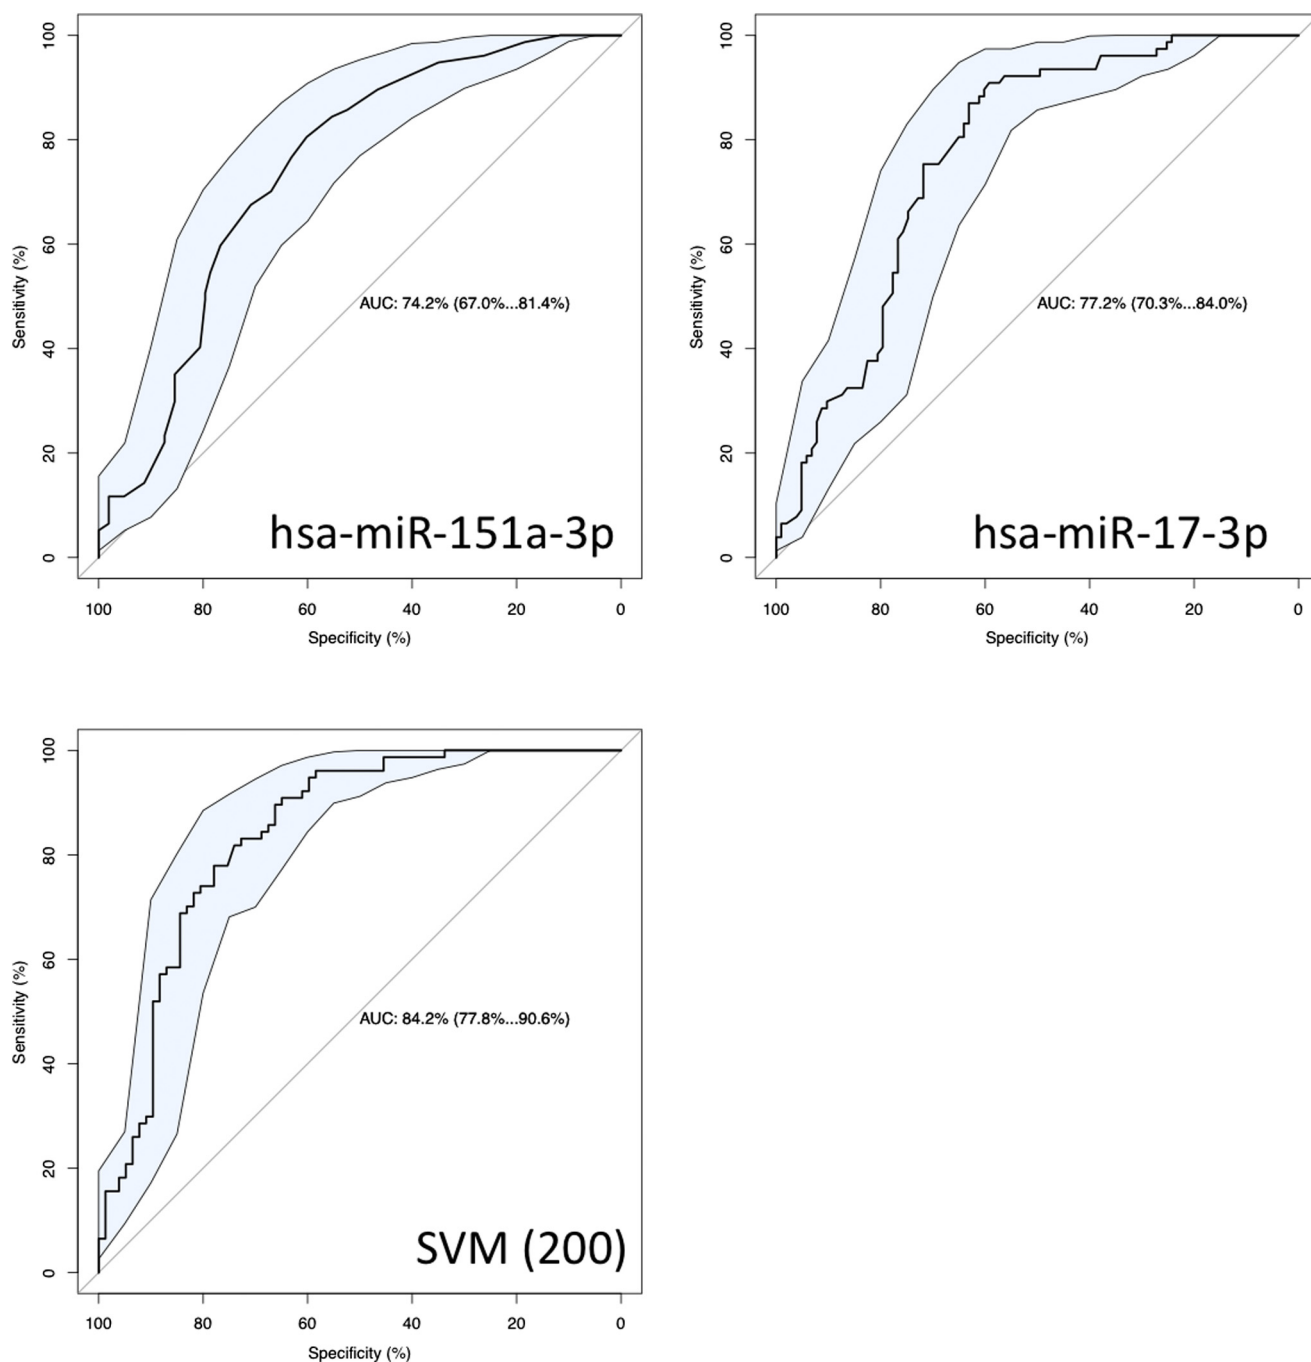 100
80
60
40
20
0
Sensitivity (%)
AUC: 74.2% (67.0%...81.4%)
hsa-miR-151a-3p
100 80 60 40 20 0
Specificity (%)
100
80
60
40
20
0
Sensitivity (%)
AUC: 77.2% (70.3%...84.0%)
hsa-miR-17-3p
100 80 60 40 20 0
Specificity (%)
100
80
60
40
20
0
Sensitivity (%)
AUC: 84.2% (77.8%...90.6%)
SVM (200)
100 80 60 40 20 0
Specificity (%)